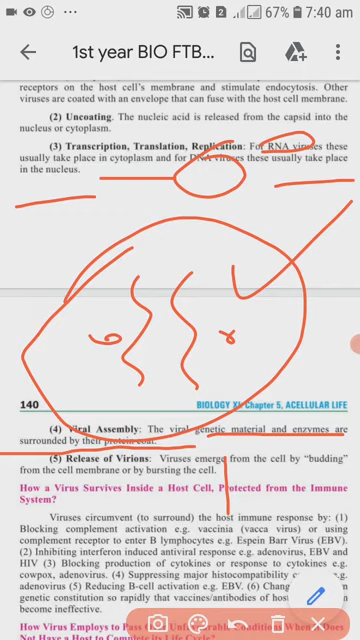 67% 7:40 am
1st year BIO FTB...
receptors on the host cell's membrane and stimulate endocytosis. Other
viruses are coated with an envelope that can fuse with the host cell membrane.
(2) Uncoating. The nucleic acid is released from the capsid into the
nucleus or cytoplasm.
(3) Transcription, Translation, Replication: For RNA viruses these
usually take place in cytoplasm and for DNA viruses these usually take place
in the nucleus.
140 BIOLOGY XI: Chapter 5, ACELLULAR LIFE
(4) Viral Assembly: The viral genetic material and enzymes are
surrounded by their protein coat.
(5) Release of Virions: Viruses emerge from the cell by "budding"
from the cell membrane or by bursting the cell.
How a Virus Survives Inside a Host Cell, Protected from the Immune
System?
Viruses circumvent (to surround) the host immune response by: (1)
Blocking complement activation e.g. vaccinia (vacca virus) or using
complement receptor to enter B lymphocytes e.g. Espein Barr Virus (EBV).
(2) Inhibiting interferon induced antiviral response e.g. adenovirus, EBV and
HIV (3) Blocking production of cytokines or response to cytokines e.g.
cowpox, adenovirus. (4) Suppressing major histocompatibility c e.g.
adenovirus (5) Reducing B-cell activation e.g. EBV. (6) Chang om
genetic constitution so rapidly that vaccines/antibodies of host
become ineffective.
How Virus Employs to Pass Condition When
Not Have a Host to Complete its Life Cycle?